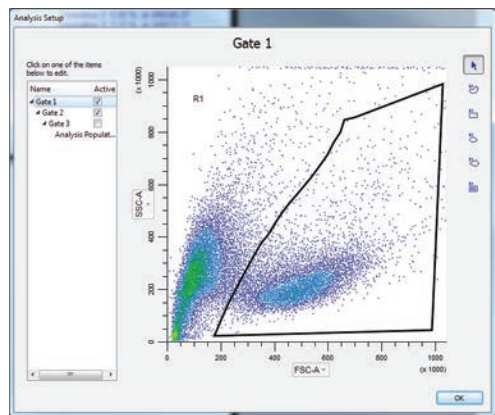 Analysis Setup
Gate 1
Click on one of the items
below to edit.
Name Active
Gate 1
Gate 2
Gate 3
Analysis Populat...
R1
SSC-A
(x 1000)
0
200
400
600
800
1000
0 200 400 600 800 1000
FSC-A
(x 1000)
OK